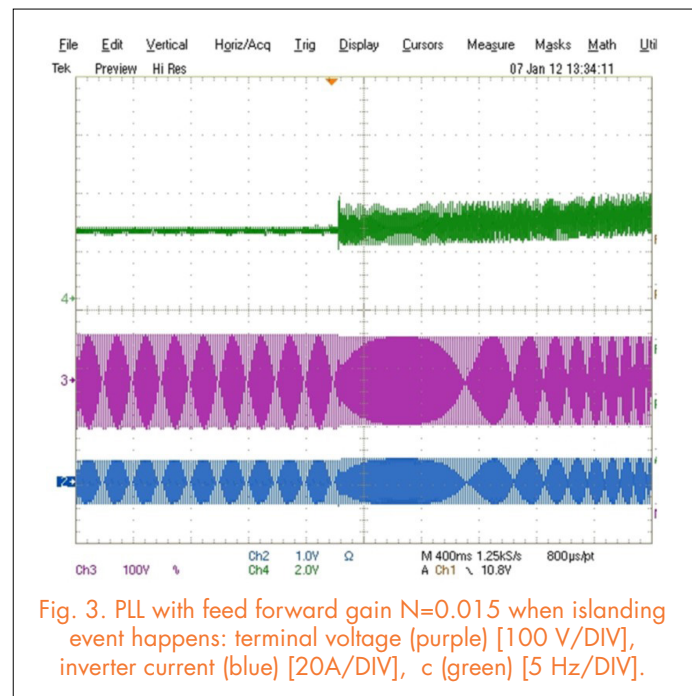 File Edit Vertical Horiz/Acq Trig Display Cursors Measure Masks Math Util
Tek Preview Hi Res 07 Jan 12 13:34:11
4
3
2
Ch2 1.0V Ω M 400ms 1.25kS/s 800µs/pt
Ch3 100V Ch4 2.0V A Ch1 10.8V
Fig. 3. PLL with feed forward gain N=0.015 when islanding
event happens: terminal voltage (purple) [100 V/DIV],
inverter current (blue) [20A/DIV], c (green) [5 Hz/DIV].